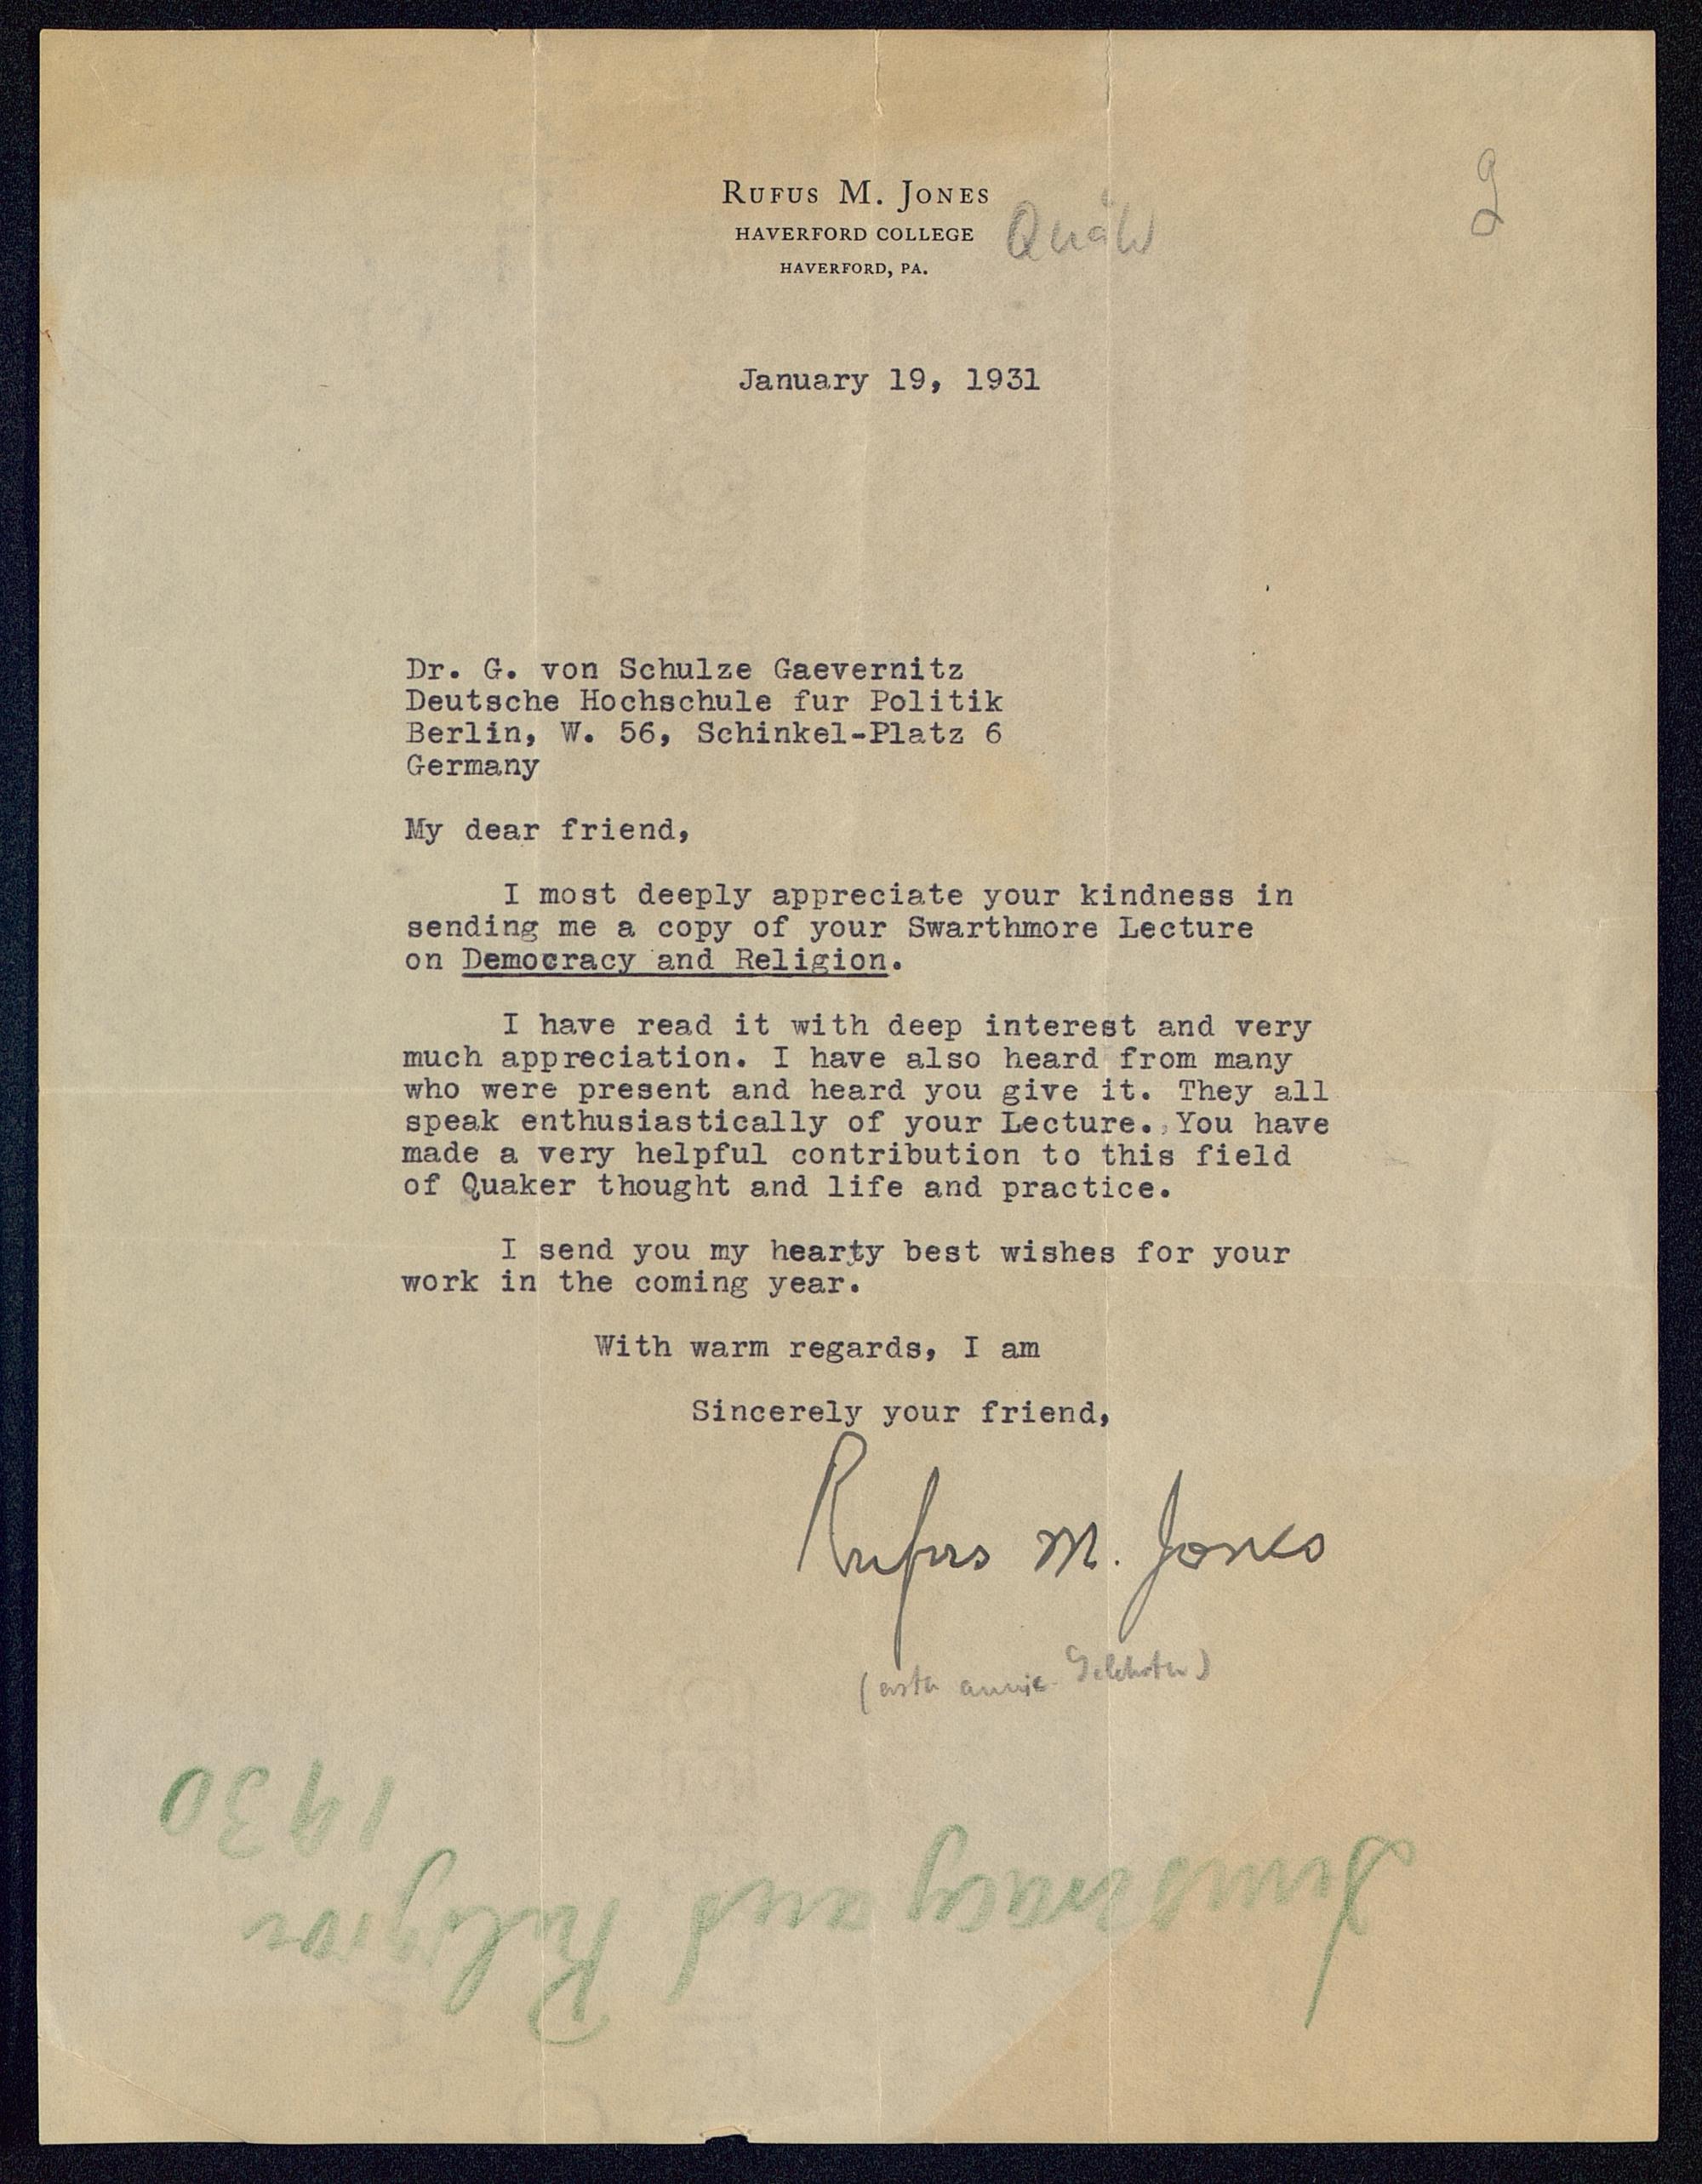 RUFUS M. JONES
HAVERFORD COLLEGE
HAVERFORD, PA.
January 19, 1931
Dr. G. von Schulze Gaevernitz
Deutsche Hochschule fur Politik
Berlin, W. 56, Schinkel-Platz 6
Germany
My dear friend,
I most deeply appreciate your kindness in
sending me a copy of your Swarthmore Lecture
on Democracy and Religion.
I have read it with deep interest and very
much appreciation. I have also heard from many
who were present and heard you give it. They all
speak enthusiastically of your Lecture. You have
made a very helpful contribution to this field
of Quaker thought and life and practice.
I send you my hearty best wishes for your
work in the coming year.
With warm regards, I am
Sincerely your friend,
Rufus M. Jones
Democracy and Religion
1930